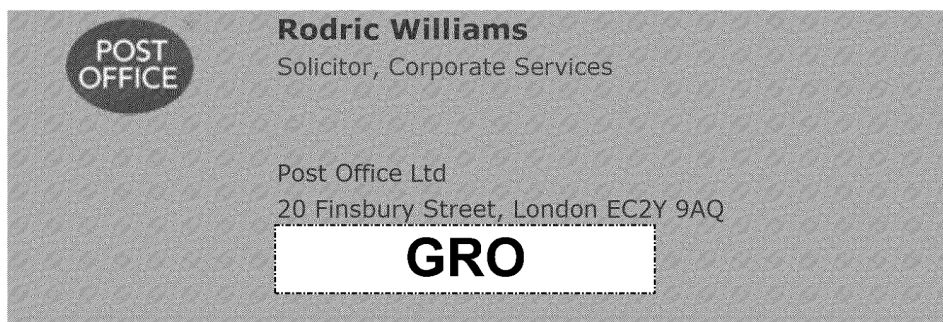 POST
OFFICE
Rodric Williams
Solicitor, Corporate Services
Post Office Ltd
20 Finsbury Street, London EC2Y 9AQ
GRO